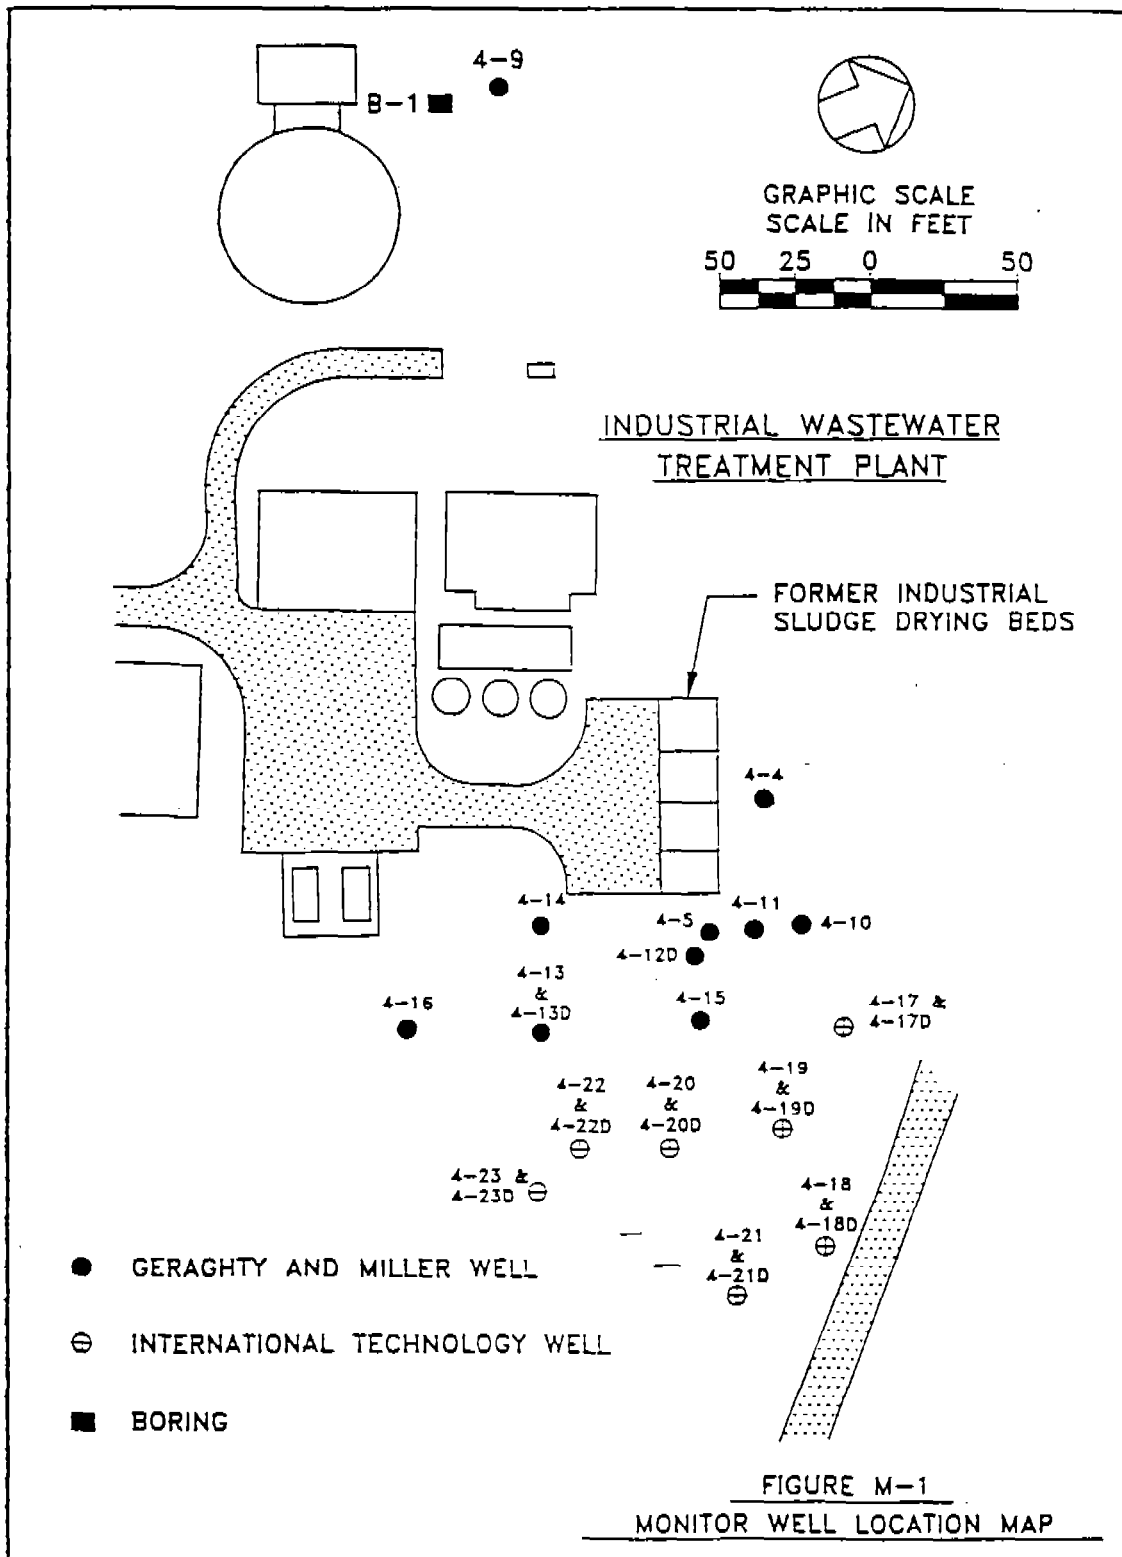 4-9
B-1
GRAPHIC SCALE
SCALE IN FEET
50 25 0 50
INDUSTRIAL WASTEWATER
TREATMENT PLANT
FORMER INDUSTRIAL
SLUDGE DRYING BEDS
4-4
4-14
4-5
4-11
4-10
4-12D
4-13
&
4-13D
4-16
4-15
4-17 &
4-17D
4-22
&
4-22D
4-20
&
4-20D
4-19
&
4-19D
4-23 &
4-23D
4-18
&
4-18D
4-21
&
4-21D
GERAGHTY AND MILLER WELL
INTERNATIONAL TECHNOLOGY WELL
BORING
FIGURE M-1
MONITOR WELL LOCATION MAP